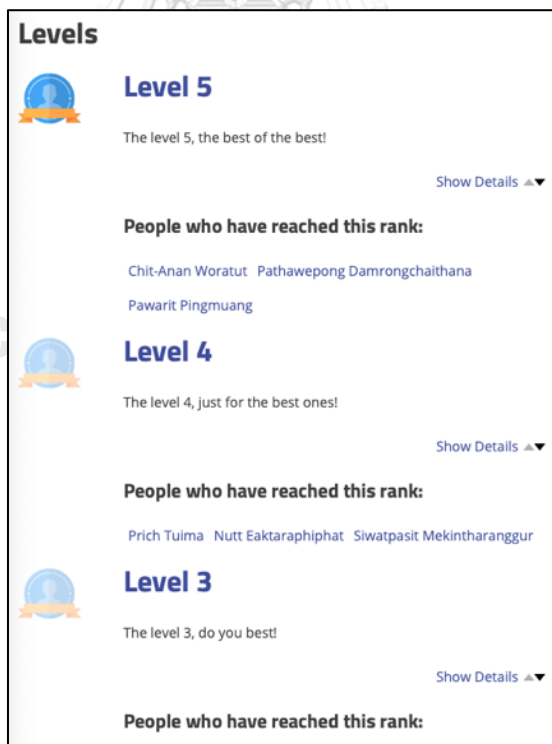 Levels
Level 5
The level 5, the best of the best!
Show Details
People who have reached this rank:
Chit-Anan Woratut Pathawepong Damrongchaithana
Pawarit Pingmuang
Level 4
The level 4, just for the best ones!
Show Details
People who have reached this rank:
Prich Tuima Nutt Eaktaraphiphat Siwatpasit Mekintharanggur
Level 3
The level 3, do you best!
Show Details
People who have reached this rank: